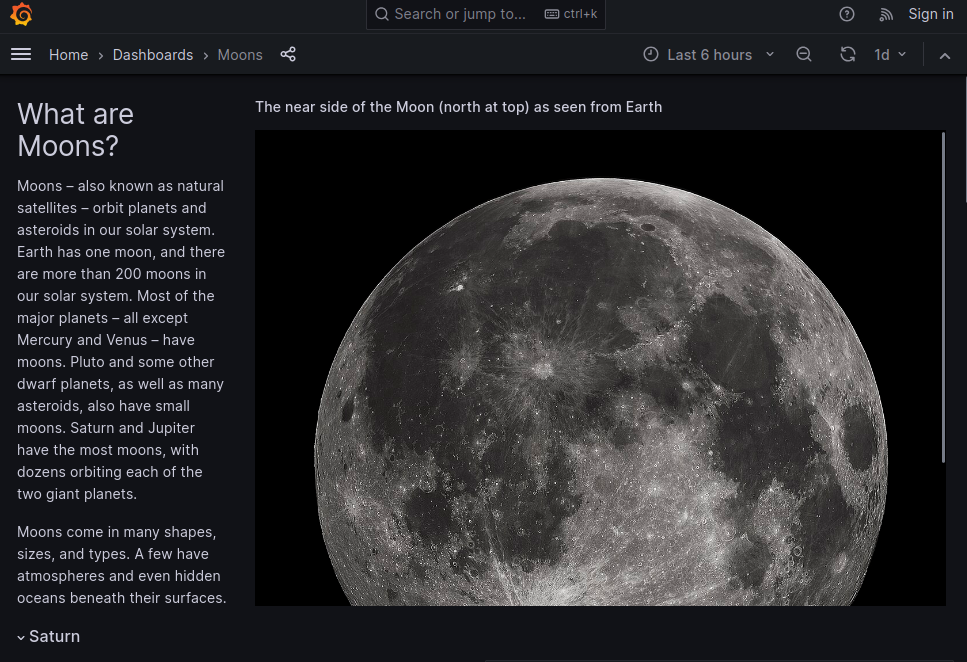 Search or jump to... ctrl+k Sign in
Home › Dashboards › Moons Last 6 hours 1d
What are
Moons?
Moons – also known as natural
satellites – orbit planets and
asteroids in our solar system.
Earth has one moon, and there
are more than 200 moons in
our solar system. Most of the
major planets – all except
Mercury and Venus – have
moons. Pluto and some other
dwarf planets, as well as many
asteroids, also have small
moons. Saturn and Jupiter
have the most moons, with
dozens orbiting each of the
two giant planets.
Moons come in many shapes,
sizes, and types. A few have
atmospheres and even hidden
oceans beneath their surfaces.
The near side of the Moon (north at top) as seen from Earth
Saturn